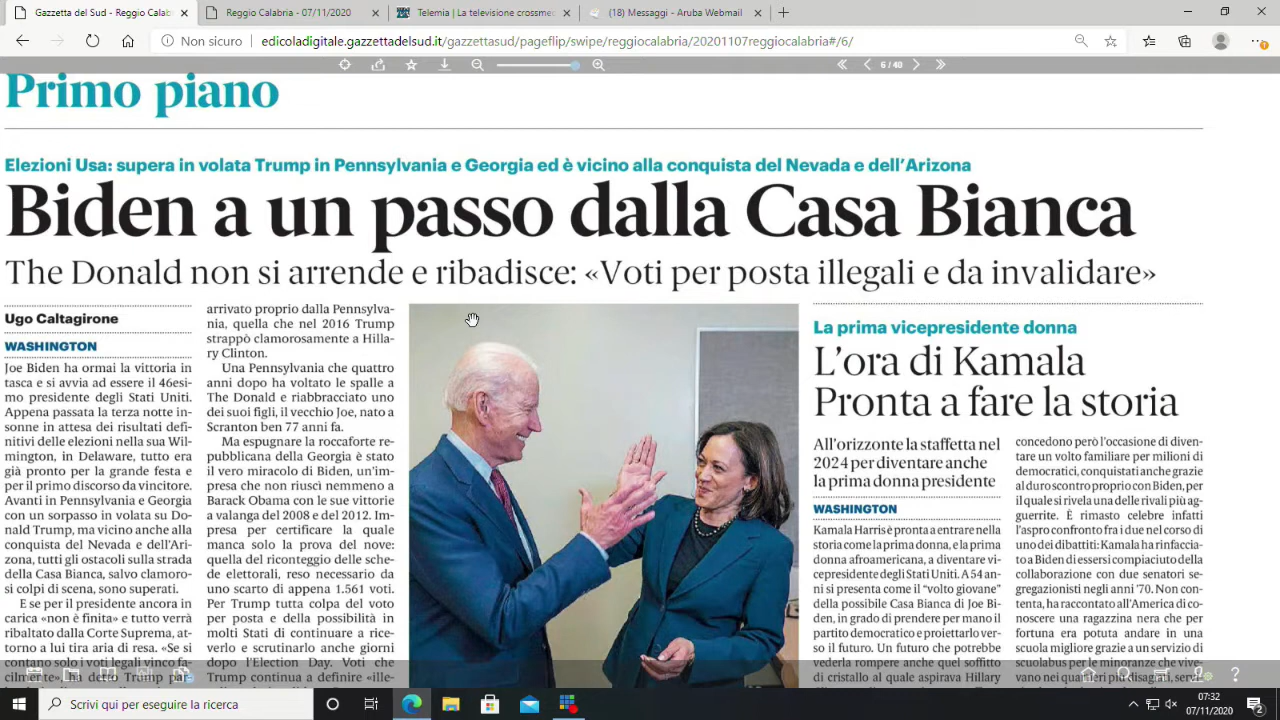 Gazzetta del Sud - Reggio Calabri
Reggio Calabria - 07/11/2020
Telemia | La televisione crossmec
(18) Messaggi - Aruba Webmail
Non sicuro
edicoladigitale.gazzettadelsud.it/gazzettasud/pageflip/swipe/reggiocalabria/20201107reggiocalabria#/6/
6 / 40
Primo piano
Elezioni Usa: supera in volata Trump in Pennsylvania e Georgia ed è vicino alla conquista del Nevada e dell’Arizona
Biden a un passo dalla Casa Bianca
The Donald non si arrende e ribadisce: «Voti per posta illegali e da invalidare»
Ugo Caltagirone
WASHINGTON
Joe Biden ha ormai la vittoria in
tasca e si avvia ad essere il 46esi-
mo presidente degli Stati Uniti.
Appena passata la terza notte in-
sonne in attesa dei risultati defi-
nitivi delle elezioni nella sua Wil-
mington, in Delaware, tutto era
già pronto per la grande festa e
per il primo discorso da vincitore.
Avanti in Pennsylvania e Georgia
con un sorpasso in volata su Do-
nald Trump, ma vicino anche alla
conquista del Nevada e dell’Ari-
zona, tutti gli ostacoli sulla strada
della Casa Bianca, salvo clamoro-
si colpi di scena, sono superati.
E se per il presidente ancora in
carica «non è finita» e tutto verrà
ribaltato dalla Corte Suprema, at-
torno a lui tira aria di resa. «Se si
contano solo i voti legali vinco fa-
cilmente», ha detto Trump
arrivato proprio dalla Pennsylva-
nia, quella che nel 2016 Trump
strappò clamorosamente a Hilla-
ry Clinton.
Una Pennsylvania che quattro
anni dopo ha voltato le spalle a
The Donald e riabbracciato uno
dei suoi figli, il vecchio Joe, nato a
Scranton ben 77 anni fa.
Ma espugnare la roccaforte re-
pubblicana della Georgia è stato
il vero miracolo di Biden, un’im-
presa che non riuscì nemmeno a
Barack Obama con le sue vittorie
a valanga del 2008 e del 2012. Im-
presa per certificare la quale
manca solo la prova del nove:
quella del riconteggio delle sche-
de elettorali, reso necessario da
uno scarto di appena 1.561 voti.
Per Trump tutta colpa del voto
per posta e della possibilità in
molti Stati di continuare a rice-
verlo e scrutinarlo anche giorni
dopo l’Election Day. Voti che
Trump continua a definire «ille-
La prima vicepresidente donna
L’ora di Kamala
Pronta a fare la storia
All’orizzonte la staffetta nel
2024 per diventare anche
la prima donna presidente
WASHINGTON
Kamala Harris è pronta a entrare nella
storia come la prima donna, e la prima
donna afroamericana, a diventare vi-
cepresidente degli Stati Uniti. A 54 an-
ni si presenta come il “volto giovane”
della possibile Casa Bianca di Joe Bi-
den, in grado di prendere per mano il
partito democratico e proiettarlo ver-
so il futuro. Un futuro che potrebbe
vederla rompere anche quel soffitto
di cristallo al quale aspirava Hillary
concedono però l’occasione di diven-
tare un volto familiare per milioni di
democratici, conquistati anche grazie
al duro scontro proprio con Biden, per
il quale si rivela una delle rivali più ag-
guerrite. È rimasto celebre infatti
l’aspro confronto fra i due nel corso di
uno dei dibattiti: Kamala ha rinfaccia-
to a Biden di essersi compiaciuto della
collaborazione con due senatori se-
gregazionisti negli anni ’70. Non con-
tenta, ha raccontato all’America di co-
noscere una ragazzina nera che per
fortuna era potuta andare in una
scuola migliore grazie a un servizio di
scuolabus per le minoranze che vive-
vano nei quartieri più disagiati, servi-
Scrivi qui per eseguire la ricerca
07:32
07/11/2020
2